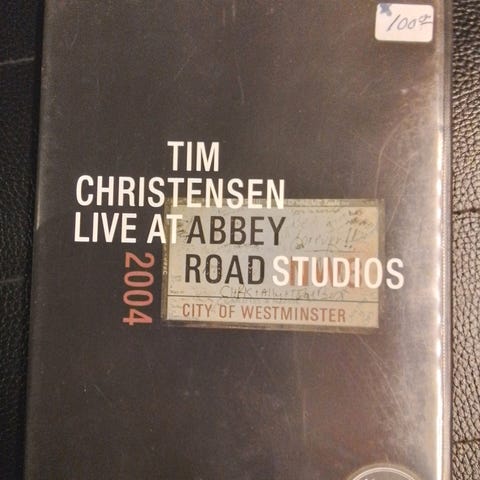 100%
TIM
CHRISTENSEN
LIVE AT ABBEY
ROAD STUDIOS
2004
CITY OF WESTMINSTER